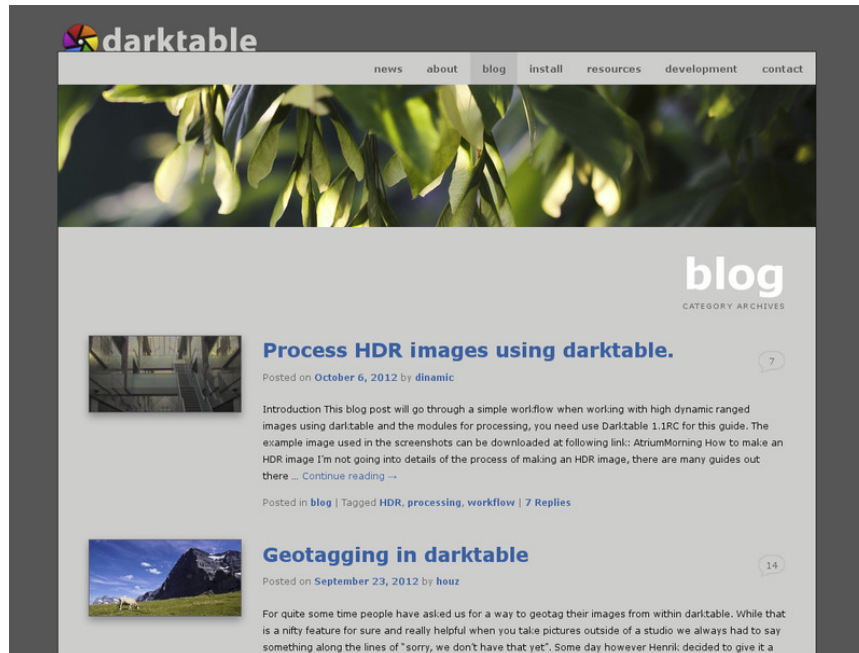 darktable
news about blog install resources development contact
blog
CATEGORY ARCHIVES
Process HDR images using darktable.
7
Posted on October 6, 2012 by dinamic
Introduction This blog post will go through a simple workflow when working with high dynamic ranged
images using darktable and the modules for processing, you need use Darktable 1.1RC for this guide. The
example image used in the screenshots can be downloaded at following link:: AtriumMorning How to make an
HDR image I'm not going into details of the process of making an HDR image, there are many guides out
there ... Continue reading →
Posted in blog | Tagged HDR, processing, workflow | 7 Replies
Geotagging in darktable
14
Posted on September 23, 2012 by houz
For quite some time people have asked us for a way to geotag their images from within darktable. While that
is a nifty feature for sure and really helpful when you take pictures outside of a studio we always had to say
something along the lines of "sorry, we don't have that yet". Some day however Henrik decided to give it a